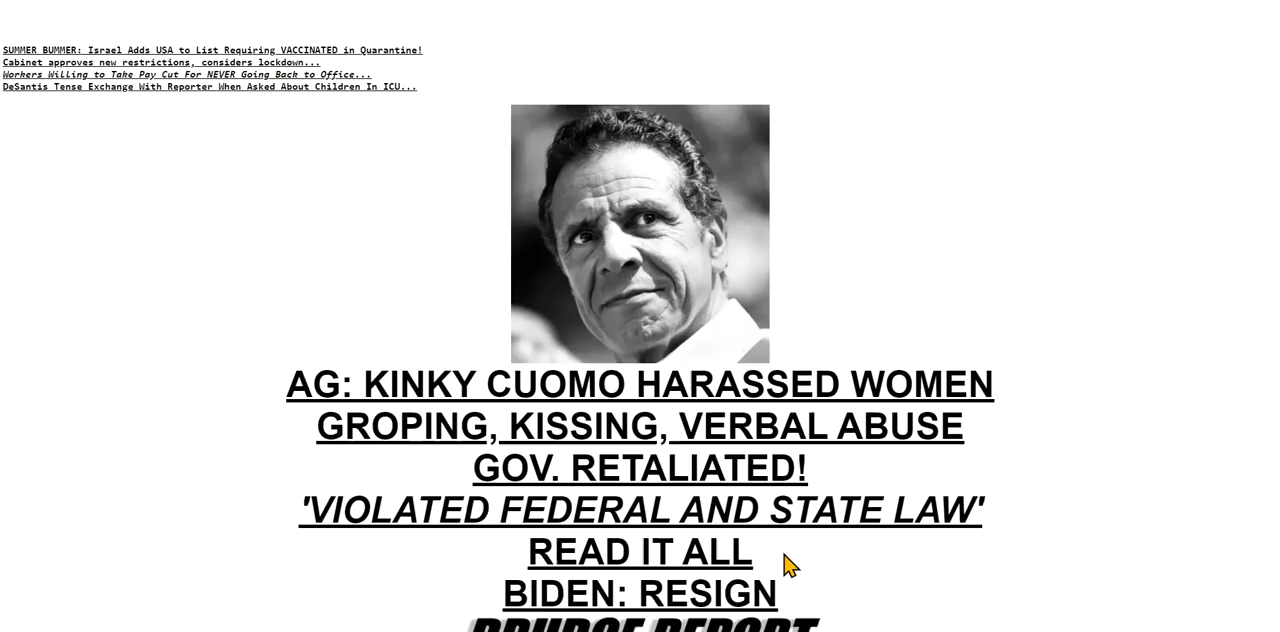 SUMMER BUMMER: Israel Adds USA to List Requiring VACCINATED in Quarantine!
Cabinet approves new restrictions, considers lockdown...
Workers Willing to Take Pay Cut For NEVER Going Back to Office...
DeSantis Tense Exchange With Reporter When Asked About Children In ICU...
AG: KINKY CUOMO HARASSED WOMEN
GROPING, KISSING, VERBAL ABUSE
GOV. RETALIATED!
'VIOLATED FEDERAL AND STATE LAW'
READ IT ALL
BIDEN: RESIGN
DRUDGE REPORT